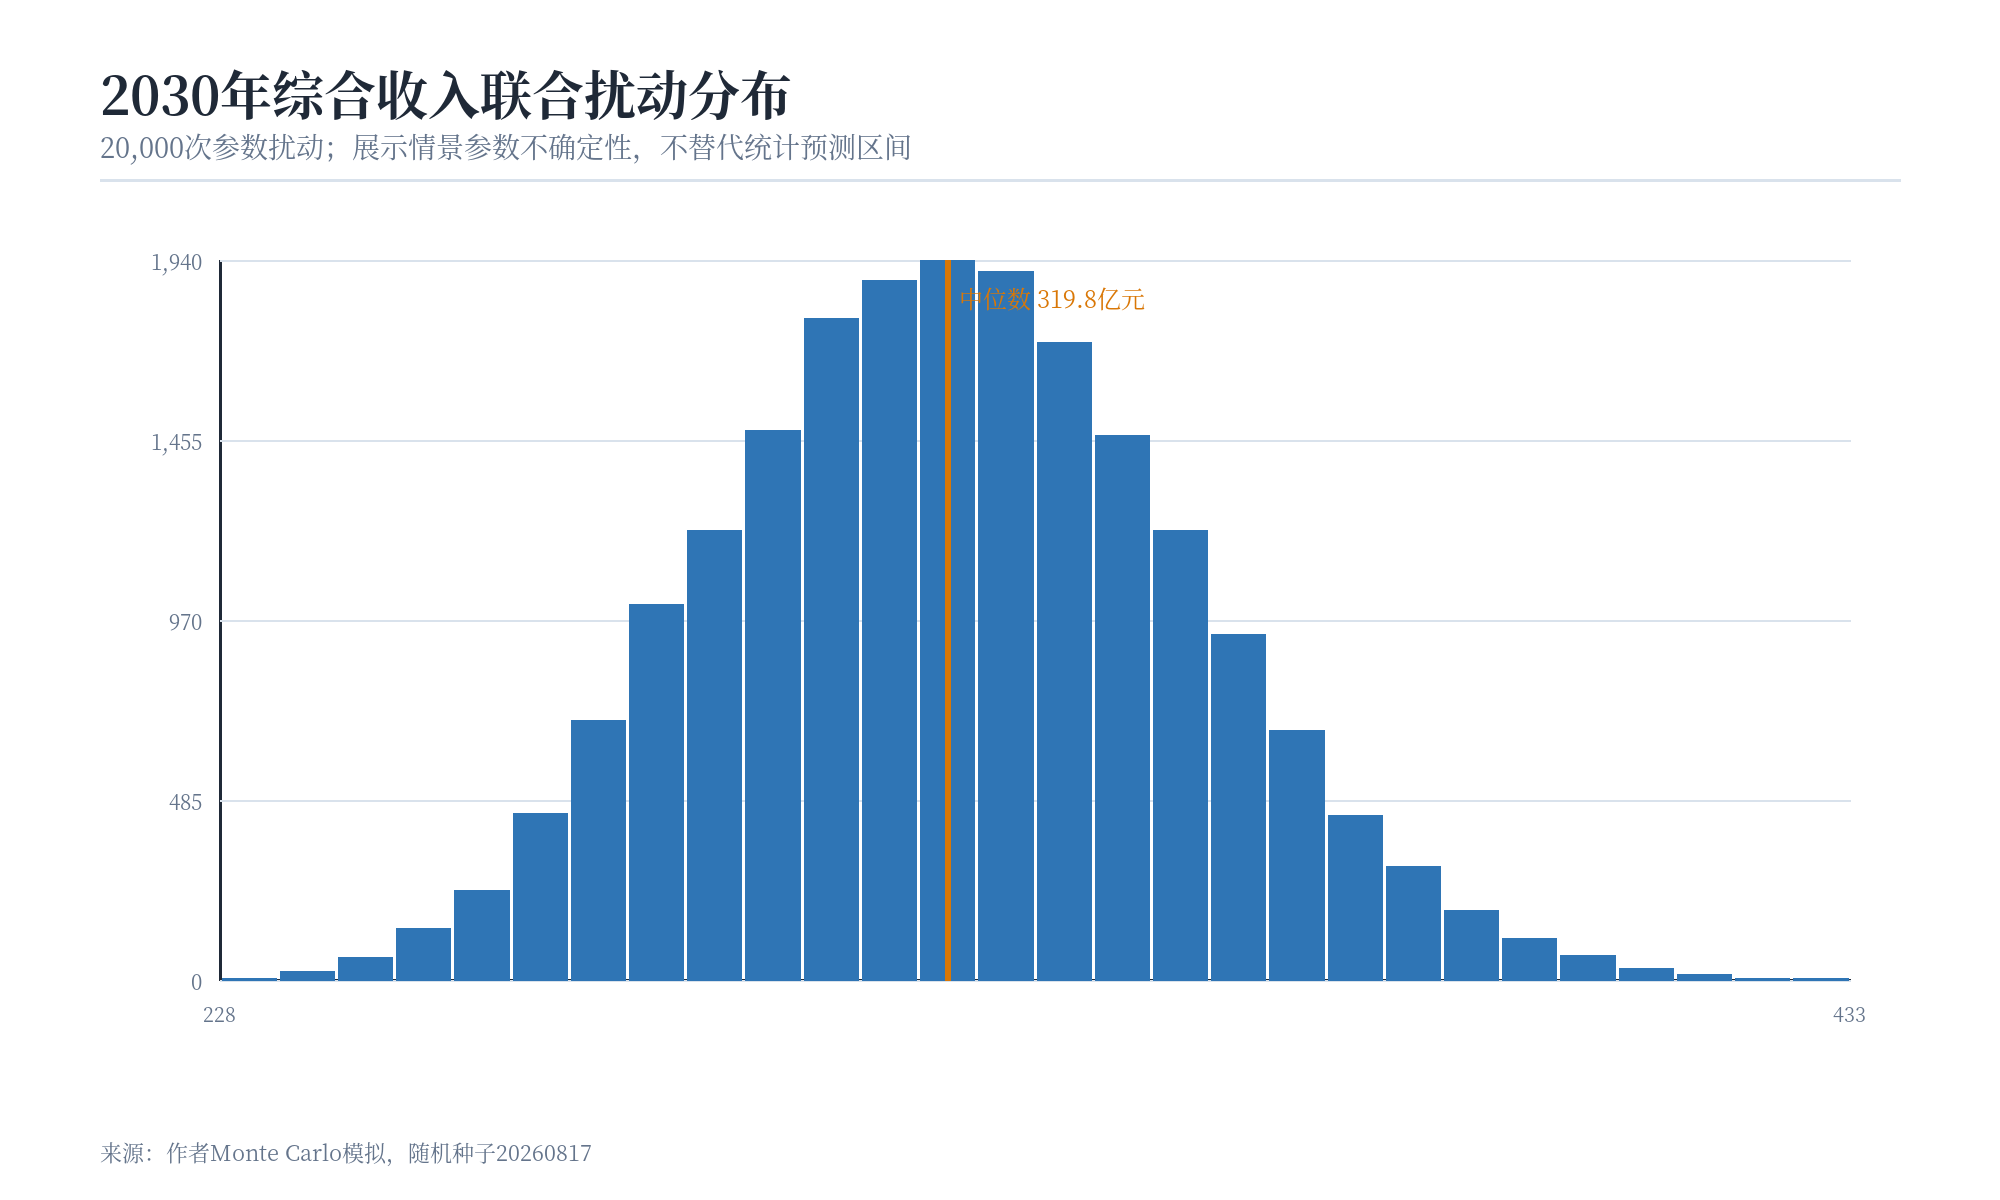 2030年综合收入联合扰动分布
20,000次参数扰动；展示情景参数不确定性，不替代统计预测区间
1,940
中位数 319.8亿元
1,455
970
485
0
228
433
来源：作者Monte Carlo模拟，随机种子20260817